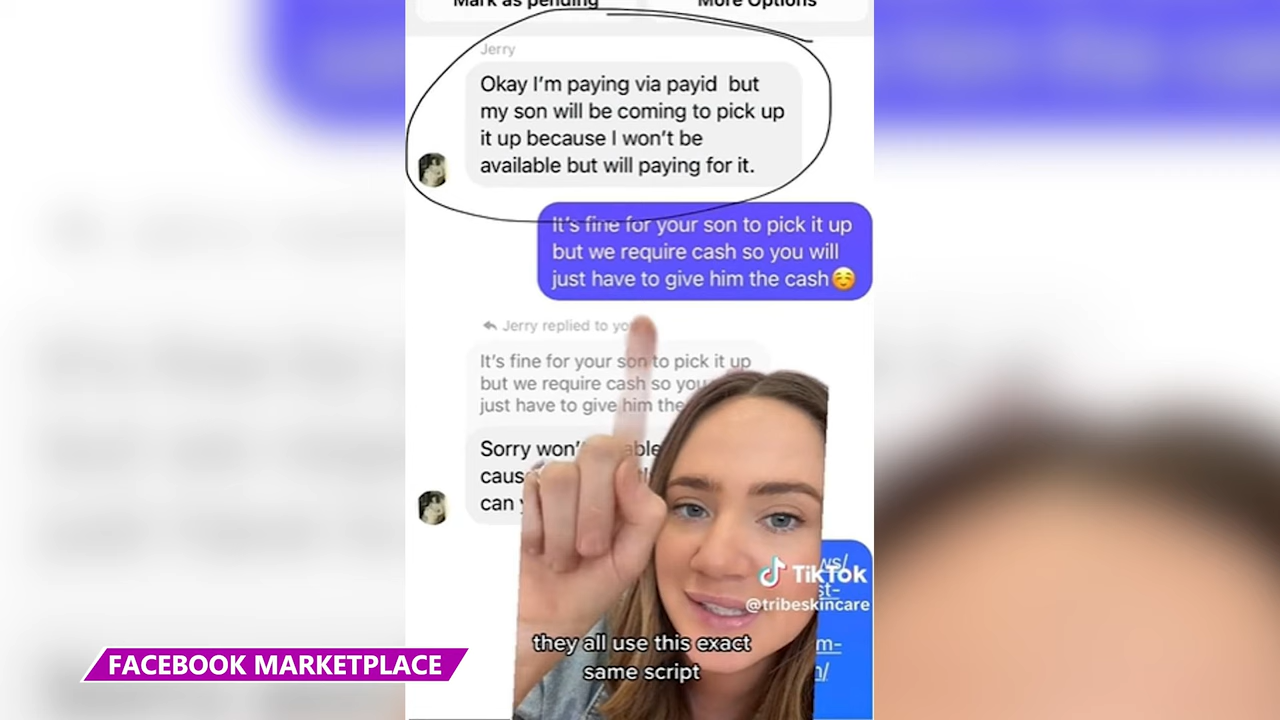 Mark as pending
More Options
Jerry
Okay I'm paying via payid but
my son will be coming to pick up
it up because I won't be
available but will paying for it.
It's fine for your son to pick it up
but we require cash so you will
just have to give him the cash☺️
Jerry replied to you
It's fine for your son to pick it up
but we require cash so you
just have to give him the
Sorry won't
can
TikTok
@tribeskincare
they all use this exact
same script
FACEBOOK MARKETPLACE